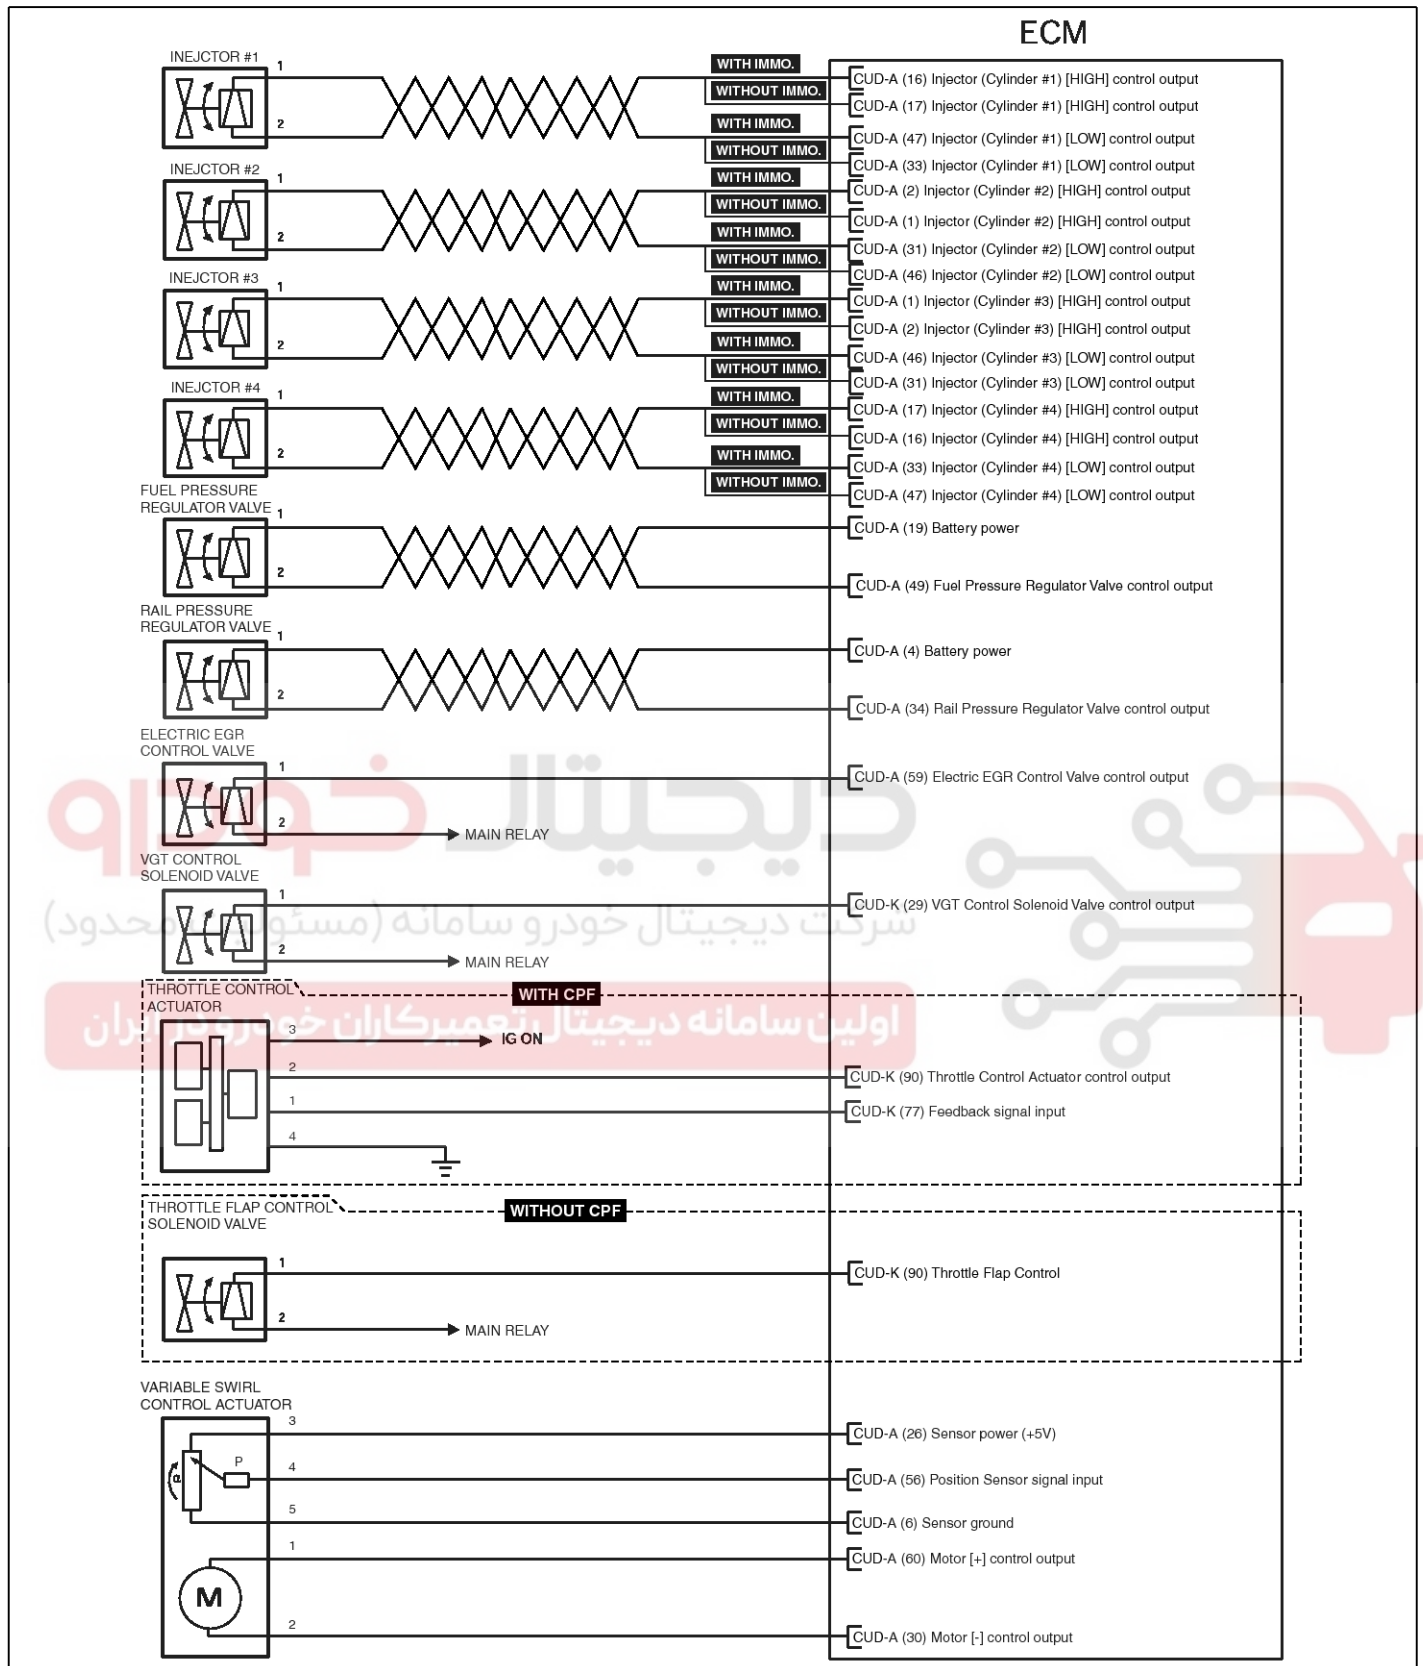 ECM
INEJCTOR #1
1
2
WITH IMMO.
CUD-A (16) Injector (Cylinder #1) [HIGH] control output
WITHOUT IMMO.
CUD-A (17) Injector (Cylinder #1) [HIGH] control output
WITH IMMO.
CUD-A (47) Injector (Cylinder #1) [LOW] control output
WITHOUT IMMO.
CUD-A (33) Injector (Cylinder #1) [LOW] control output
INEJCTOR #2
1
2
WITH IMMO.
CUD-A (2) Injector (Cylinder #2) [HIGH] control output
WITHOUT IMMO.
CUD-A (1) Injector (Cylinder #2) [HIGH] control output
WITH IMMO.
CUD-A (31) Injector (Cylinder #2) [LOW] control output
WITHOUT IMMO.
CUD-A (46) Injector (Cylinder #2) [LOW] control output
INEJCTOR #3
1
2
WITH IMMO.
CUD-A (1) Injector (Cylinder #3) [HIGH] control output
WITHOUT IMMO.
CUD-A (2) Injector (Cylinder #3) [HIGH] control output
WITH IMMO.
CUD-A (46) Injector (Cylinder #3) [LOW] control output
WITHOUT IMMO.
CUD-A (31) Injector (Cylinder #3) [LOW] control output
INEJCTOR #4
1
2
WITH IMMO.
CUD-A (17) Injector (Cylinder #4) [HIGH] control output
WITHOUT IMMO.
CUD-A (16) Injector (Cylinder #4) [HIGH] control output
WITH IMMO.
CUD-A (33) Injector (Cylinder #4) [LOW] control output
WITHOUT IMMO.
CUD-A (47) Injector (Cylinder #4) [LOW] control output
FUEL PRESSURE
REGULATOR VALVE
1
CUD-A (19) Battery power
2
CUD-A (49) Fuel Pressure Regulator Valve control output
RAIL PRESSURE
REGULATOR VALVE
1
CUD-A (4) Battery power
2
CUD-A (34) Rail Pressure Regulator Valve control output
ELECTRIC EGR
CONTROL VALVE
1
CUD-A (59) Electric EGR Control Valve control output
2
MAIN RELAY
دیجیتال خودرو
VGT CONTROL
SOLENOID VALVE
1
CUD-K (29) VGT Control Solenoid Valve control output
شرکت دیجیتال خودرو سامانه (مسئولیت محدود)
2
MAIN RELAY
THROTTLE CONTROL
ACTUATOR
WITH CPF
اولین سامانه دیجیتال تعمیرکاران خودرو در ایران
3
IG ON
2
CUD-K (90) Throttle Control Actuator control output
1
CUD-K (77) Feedback signal input
4
THROTTLE FLAP CONTROL
SOLENOID VALVE
WITHOUT CPF
1
CUD-K (90) Throttle Flap Control
2
MAIN RELAY
VARIABLE SWIRL
CONTROL ACTUATOR
3
CUD-A (26) Sensor power (+5V)
P
4
CUD-A (56) Position Sensor signal input
5
CUD-A (6) Sensor ground
1
CUD-A (60) Motor [+] control output
M
2
CUD-A (30) Motor [-] control output